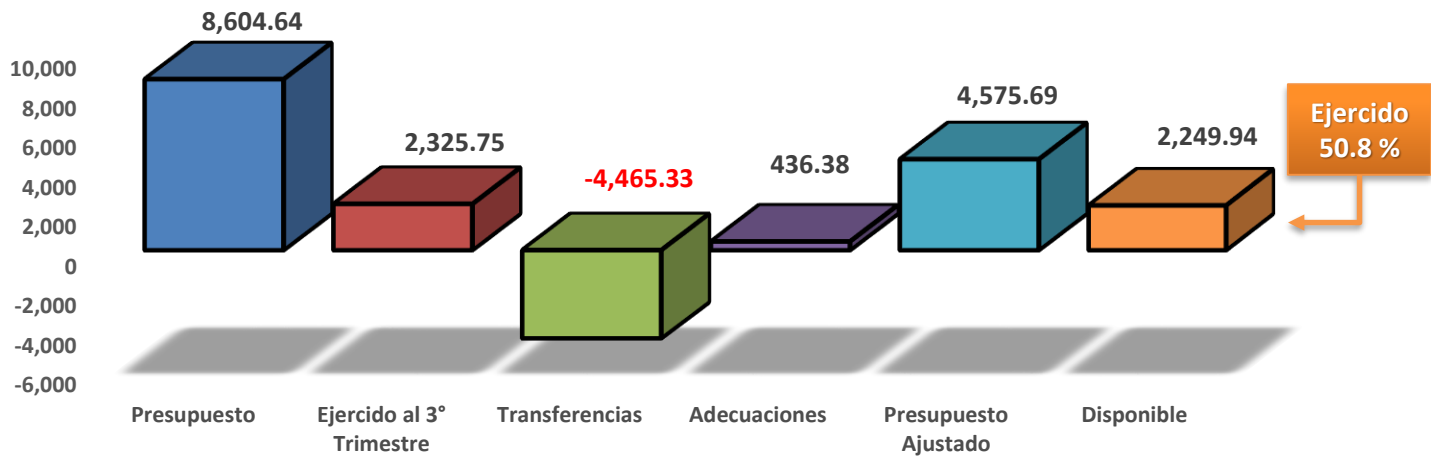 8,604.64
2,325.75
-4,465.33
436.38
4,575.69
2,249.94
Ejercido
50.8 %
10,000
8,000
6,000
4,000
2,000
0
-2,000
-4,000
-6,000
Presupuesto
Ejercido al 3°
Trimestre
Transferencias
Adecuaciones
Presupuesto
Ajustado
Disponible